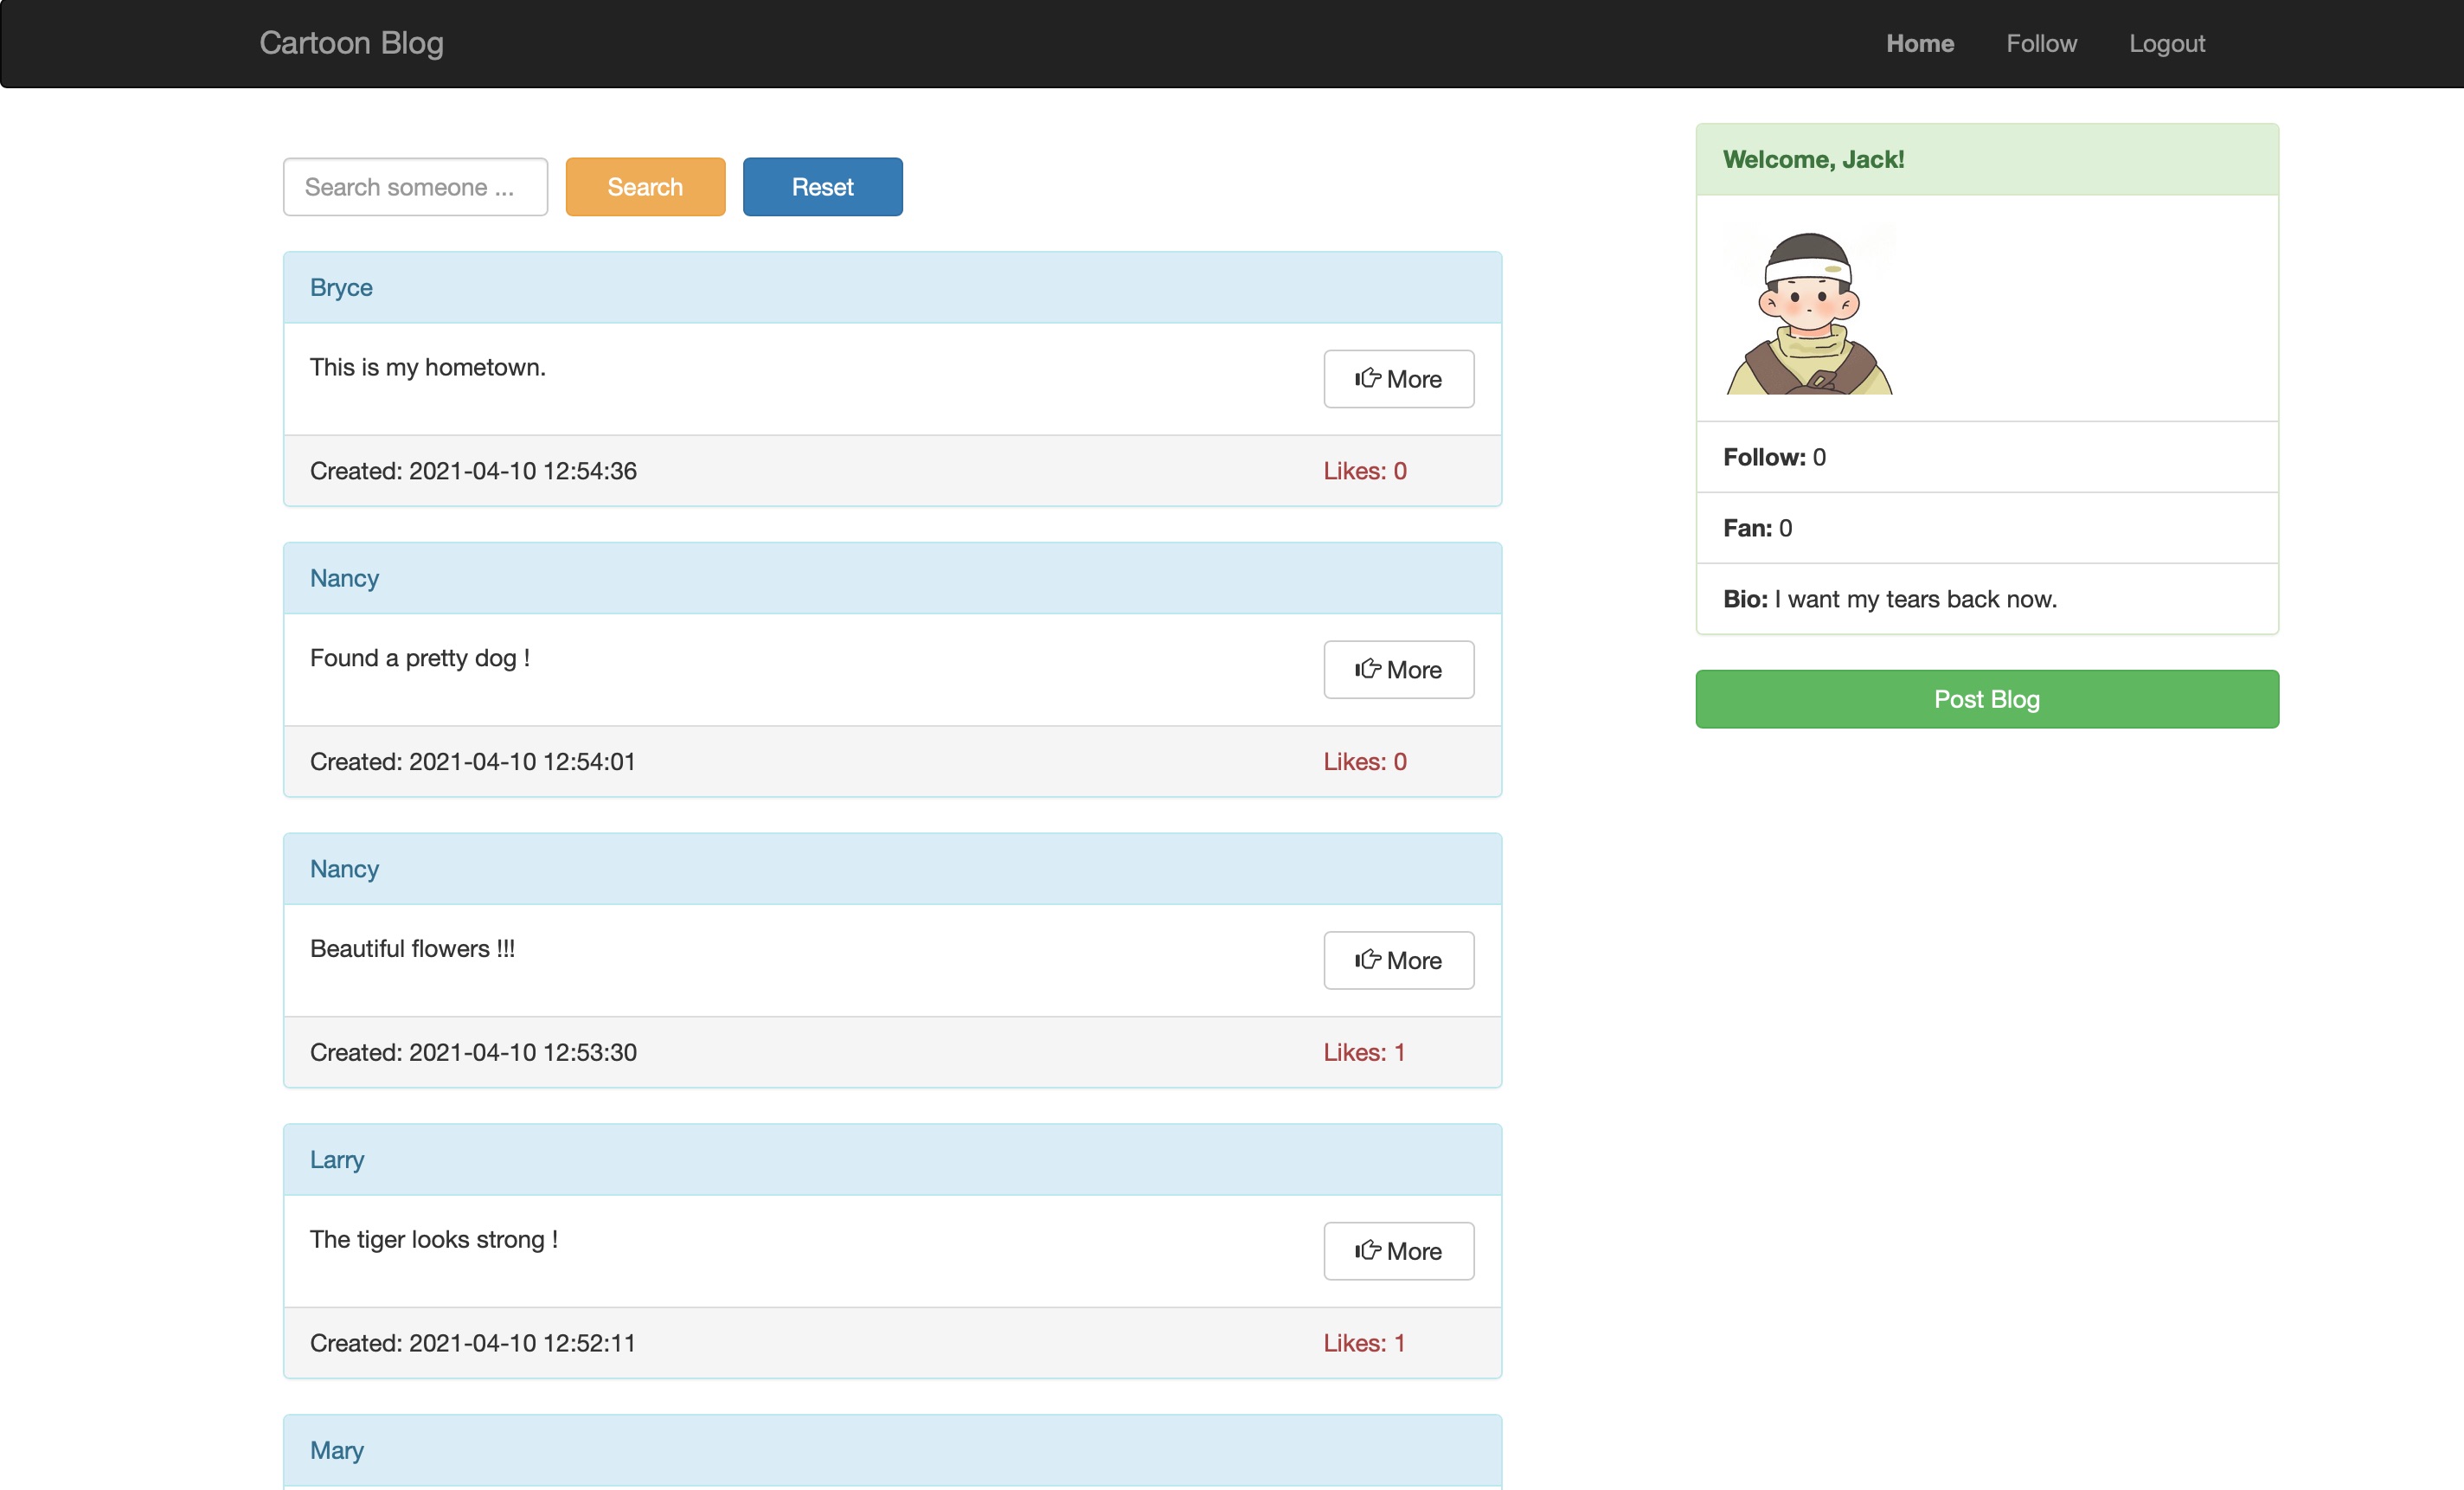 Cartoon Blog
Home Follow Logout
Search someone ... Search Reset
Bryce
This is my hometown.
More
Created: 2021-04-10 12:54:36 Likes: 0
Nancy
Found a pretty dog !
More
Created: 2021-04-10 12:54:01 Likes: 0
Nancy
Beautiful flowers !!!
More
Created: 2021-04-10 12:53:30 Likes: 1
Larry
The tiger looks strong !
More
Created: 2021-04-10 12:52:11 Likes: 1
Mary
Welcome, Jack!
Follow: 0
Fan: 0
Bio: I want my tears back now.
Post Blog